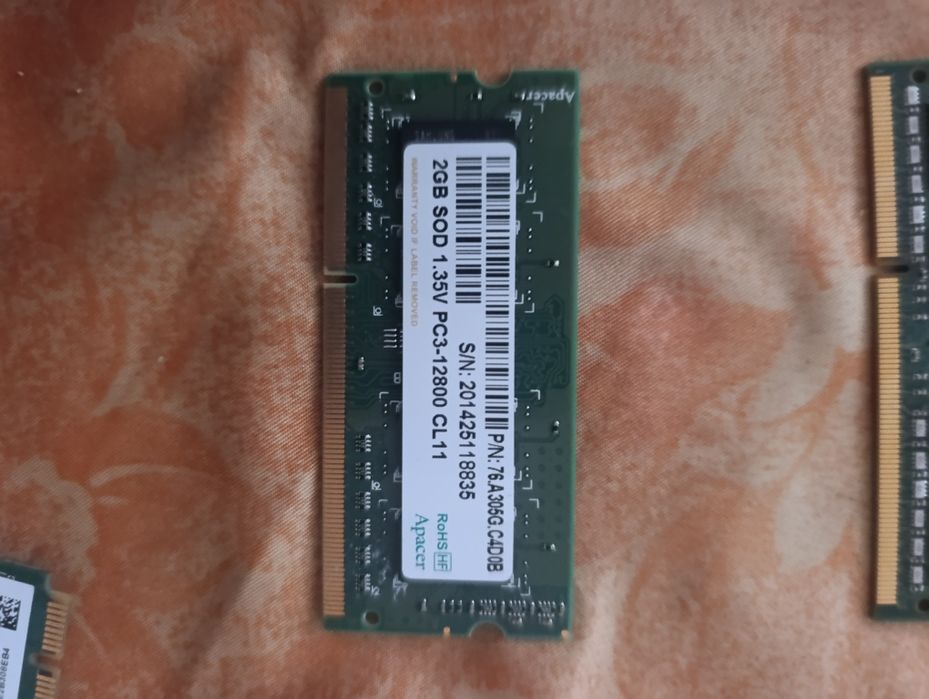 Apacer
P/N: 76.A305G.C4D0B
S/N: 201425118835
2GB SOD 1.35V PC3-12800 CL11
WARRANTY VOID IF LABEL REMOVED
RoHS HF
Apacer